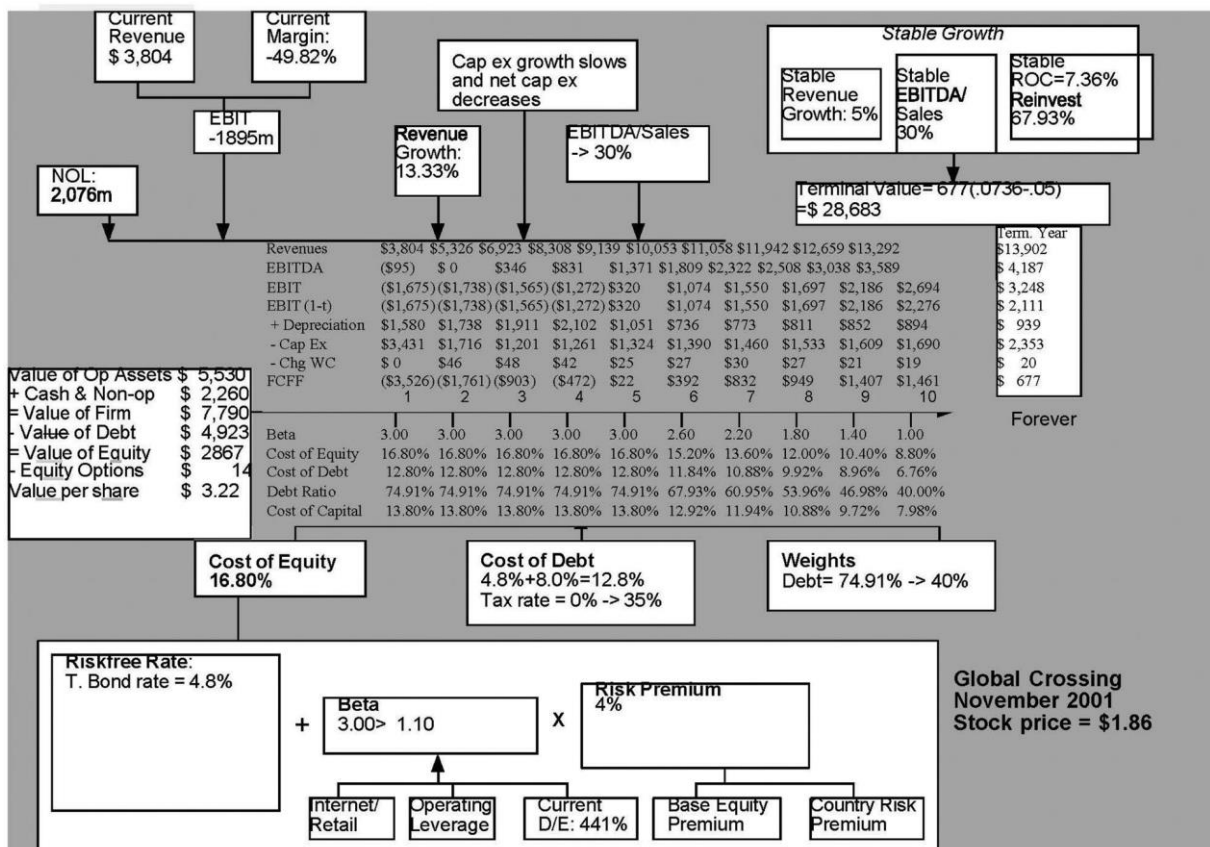 Current
Revenue
$ 3,804
Current
Margin:
-49.82%
EBIT
-1895m
NOL:
2,076m
Cap ex growth slows
and net cap ex
decreases
Revenue
Growth:
13.33%
EBITDA/Sales
-> 30%
Stable Growth
Stable
Revenue
Growth: 5%
Stable
EBITDA/
Sales
30%
Stable
ROC=7.36%
Reinvest
67.93%
Terminal Value= 677(.0736-.05)
=$ 28,683
Revenues $3,804 $5,326 $6,923 $8,308 $9,139 $10,053 $11,058 $11,942 $12,659 $13,292
EBITDA ($95) $ 0 $346 $831 $1,371 $1,809 $2,322 $2,508 $3,038 $3,589
EBIT ($1,675) ($1,738) ($1,565) ($1,272) $320 $1,074 $1,550 $1,697 $2,186 $2,694
EBIT (1-t) ($1,675) ($1,738) ($1,565) ($1,272) $320 $1,074 $1,550 $1,697 $2,186 $2,276
+ Depreciation $1,580 $1,738 $1,911 $2,102 $1,051 $736 $773 $811 $852 $894
- Cap Ex $3,431 $1,716 $1,201 $1,261 $1,324 $1,390 $1,460 $1,533 $1,609 $1,690
- Chg WC $ 0 $46 $48 $42 $25 $27 $30 $27 $21 $19
FCFF ($3,526) ($1,761) ($903) ($472) $22 $392 $832 $949 $1,407 $1,461
1 2 3 4 5 6 7 8 9 10
Term. Year
$13,902
$ 4,187
$ 3,248
$ 2,111
$ 939
$ 2,353
$ 20
$ 677
Forever
Value of Op Assets $ 5,530
+ Cash & Non-op $ 2,260
= Value of Firm $ 7,790
- Value of Debt $ 4,923
= Value of Equity $ 2867
- Equity Options $ 14
Value per share $ 3.22
Beta 3.00 3.00 3.00 3.00 3.00 2.60 2.20 1.80 1.40 1.00
Cost of Equity 16.80% 16.80% 16.80% 16.80% 16.80% 15.20% 13.60% 12.00% 10.40% 8.80%
Cost of Debt 12.80% 12.80% 12.80% 12.80% 12.80% 11.84% 10.88% 9.92% 8.96% 6.76%
Debt Ratio 74.91% 74.91% 74.91% 74.91% 74.91% 67.93% 60.95% 53.96% 46.98% 40.00%
Cost of Capital 13.80% 13.80% 13.80% 13.80% 13.80% 12.92% 11.94% 10.88% 9.72% 7.98%
Cost of Equity
16.80%
Cost of Debt
4.8%+8.0%=12.8%
Tax rate = 0% -> 35%
Weights
Debt= 74.91% -> 40%
Riskfree Rate:
T. Bond rate = 4.8%
+
Beta
3.00> 1.10
X
Risk Premium
4%
Internet/
Retail
Operating
Leverage
Current
D/E: 441%
Base Equity
Premium
Country Risk
Premium
Global Crossing
November 2001
Stock price = $1.86